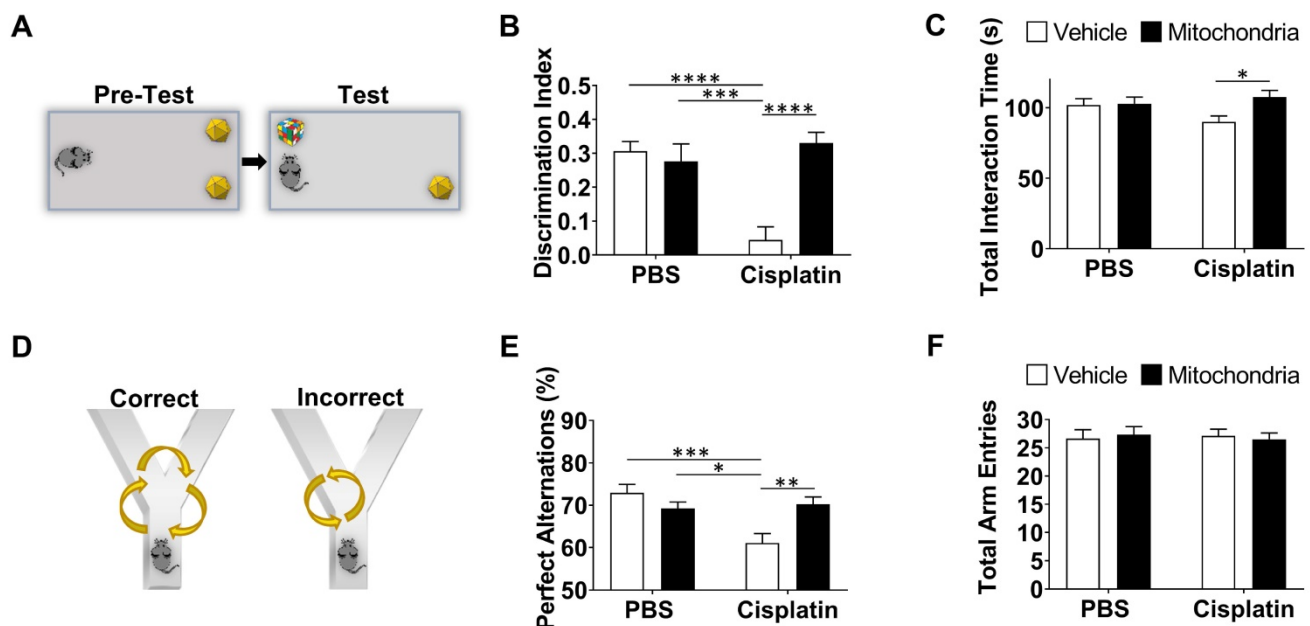 A
Pre-Test
Test
B
Discrimination Index
0.5
0.4
0.3
0.2
0.1
0.0
****
***
****
PBS
Cisplatin
C
Vehicle
Mitochondria
Total Interaction Time (s)
100
50
0
*
PBS
Cisplatin
D
Correct
Incorrect
E
Perfect Alternations (%)
90
80
70
60
50
***
*
**
PBS
Cisplatin
F
Vehicle
Mitochondria
Total Arm Entries
30
25
20
15
10
5
0
PBS
Cisplatin